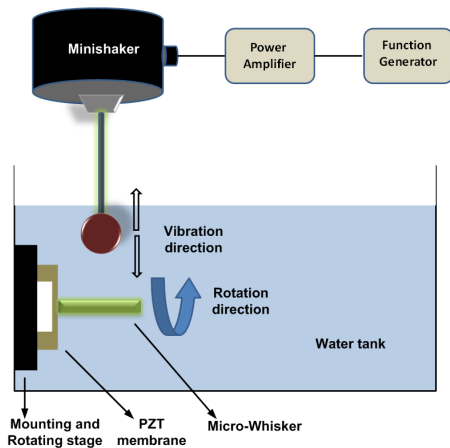 Minishaker
Power
Amplifier
Function
Generator
Vibration
direction
Rotation
direction
Water tank
Mounting and
Rotating stage
PZT
membrane
Micro-Whisker